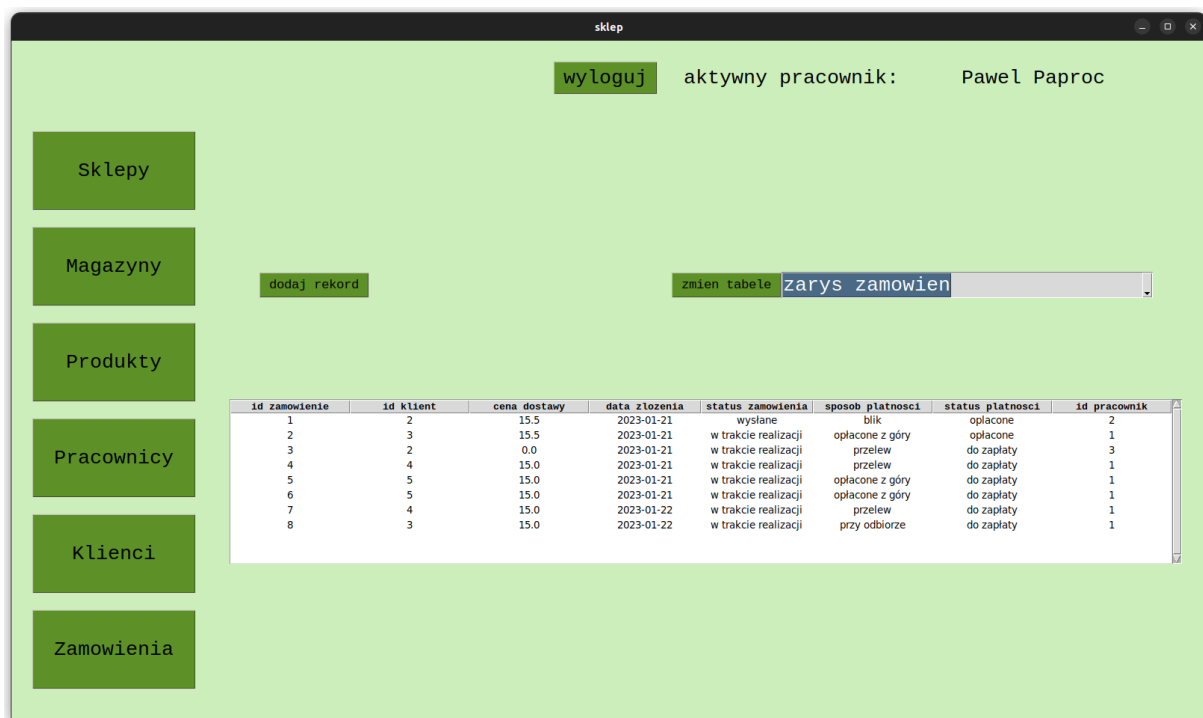 sklep
wyloguj aktywny pracownik: Pawel Paproc
Sklepy
Magazyny
Produkty
Pracownicy
Klienci
Zamowienia
dodaj rekord zmien tabele zarys zamowien
id zamowienie id klient cena dostawy data zlozenia status zamowienia sposob platnosci status platnosci id pracownik
1 2 15.5 2023-01-21 wysłane blik oplacone 2
2 3 15.5 2023-01-21 w trakcie realizacji opłacone z góry opłacone 1
3 2 0.0 2023-01-21 w trakcie realizacji przelew do zapłaty 3
4 4 15.0 2023-01-21 w trakcie realizacji przelew do zapłaty 1
5 5 15.0 2023-01-21 w trakcie realizacji opłacone z góry do zapłaty 1
6 5 15.0 2023-01-21 w trakcie realizacji opłacone z góry do zapłaty 1
7 4 15.0 2023-01-22 w trakcie realizacji przelew do zapłaty 1
8 3 15.0 2023-01-22 w trakcie realizacji przy odbiorze do zapłaty 1